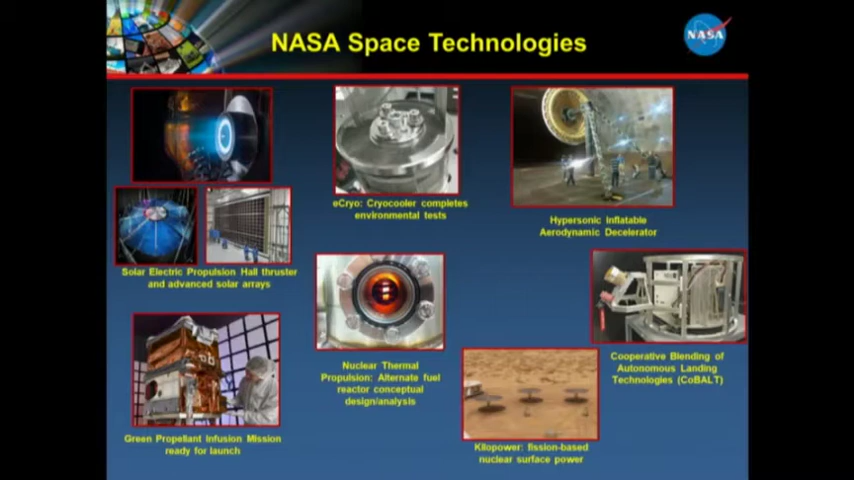 NASA Space Technologies
NASA
eCryo: Cryocooler completes
environmental tests
Hypersonic Inflatable
Aerodynamic Decelerator
Solar Electric Propulsion Hall thruster
and advanced solar arrays
Nuclear Thermal
Propulsion: Alternate fuel
reactor conceptual
design/analysis
Cooperative Blending of
Autonomous Landing
Technologies (CoBALT)
Green Propellant Infusion Mission
ready for launch
Kilopower: fission-based
nuclear surface power